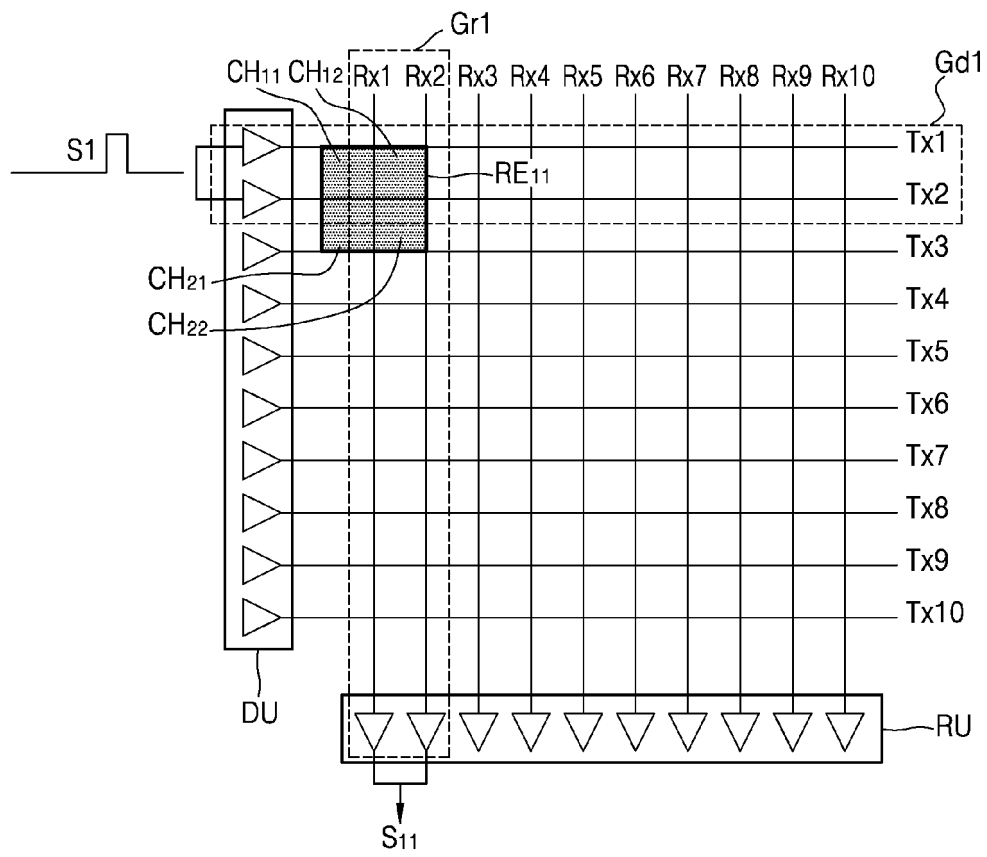 Gr1
CH11 CH12 Rx1 Rx2 Rx3 Rx4 Rx5 Rx6 Rx7 Rx8 Rx9 Rx10 Gd1
S1
Tx1
RE11
Tx2
Tx3
CH21
Tx4
CH22
Tx5
Tx6
Tx7
Tx8
Tx9
Tx10
DU
RU
S11